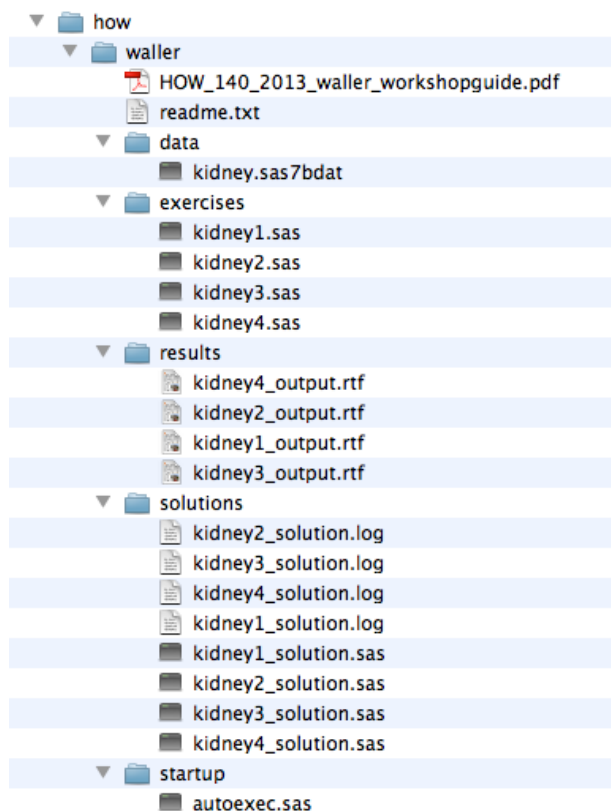 how
waller
HOW_140_2013_waller_workshopguide.pdf
readme.txt
data
kidney.sas7bdat
exercises
kidney1.sas
kidney2.sas
kidney3.sas
kidney4.sas
results
kidney4_output.rtf
kidney2_output.rtf
kidney1_output.rtf
kidney3_output.rtf
solutions
kidney2_solution.log
kidney3_solution.log
kidney4_solution.log
kidney1_solution.log
kidney1_solution.sas
kidney2_solution.sas
kidney3_solution.sas
kidney4_solution.sas
startup
autoexec.sas